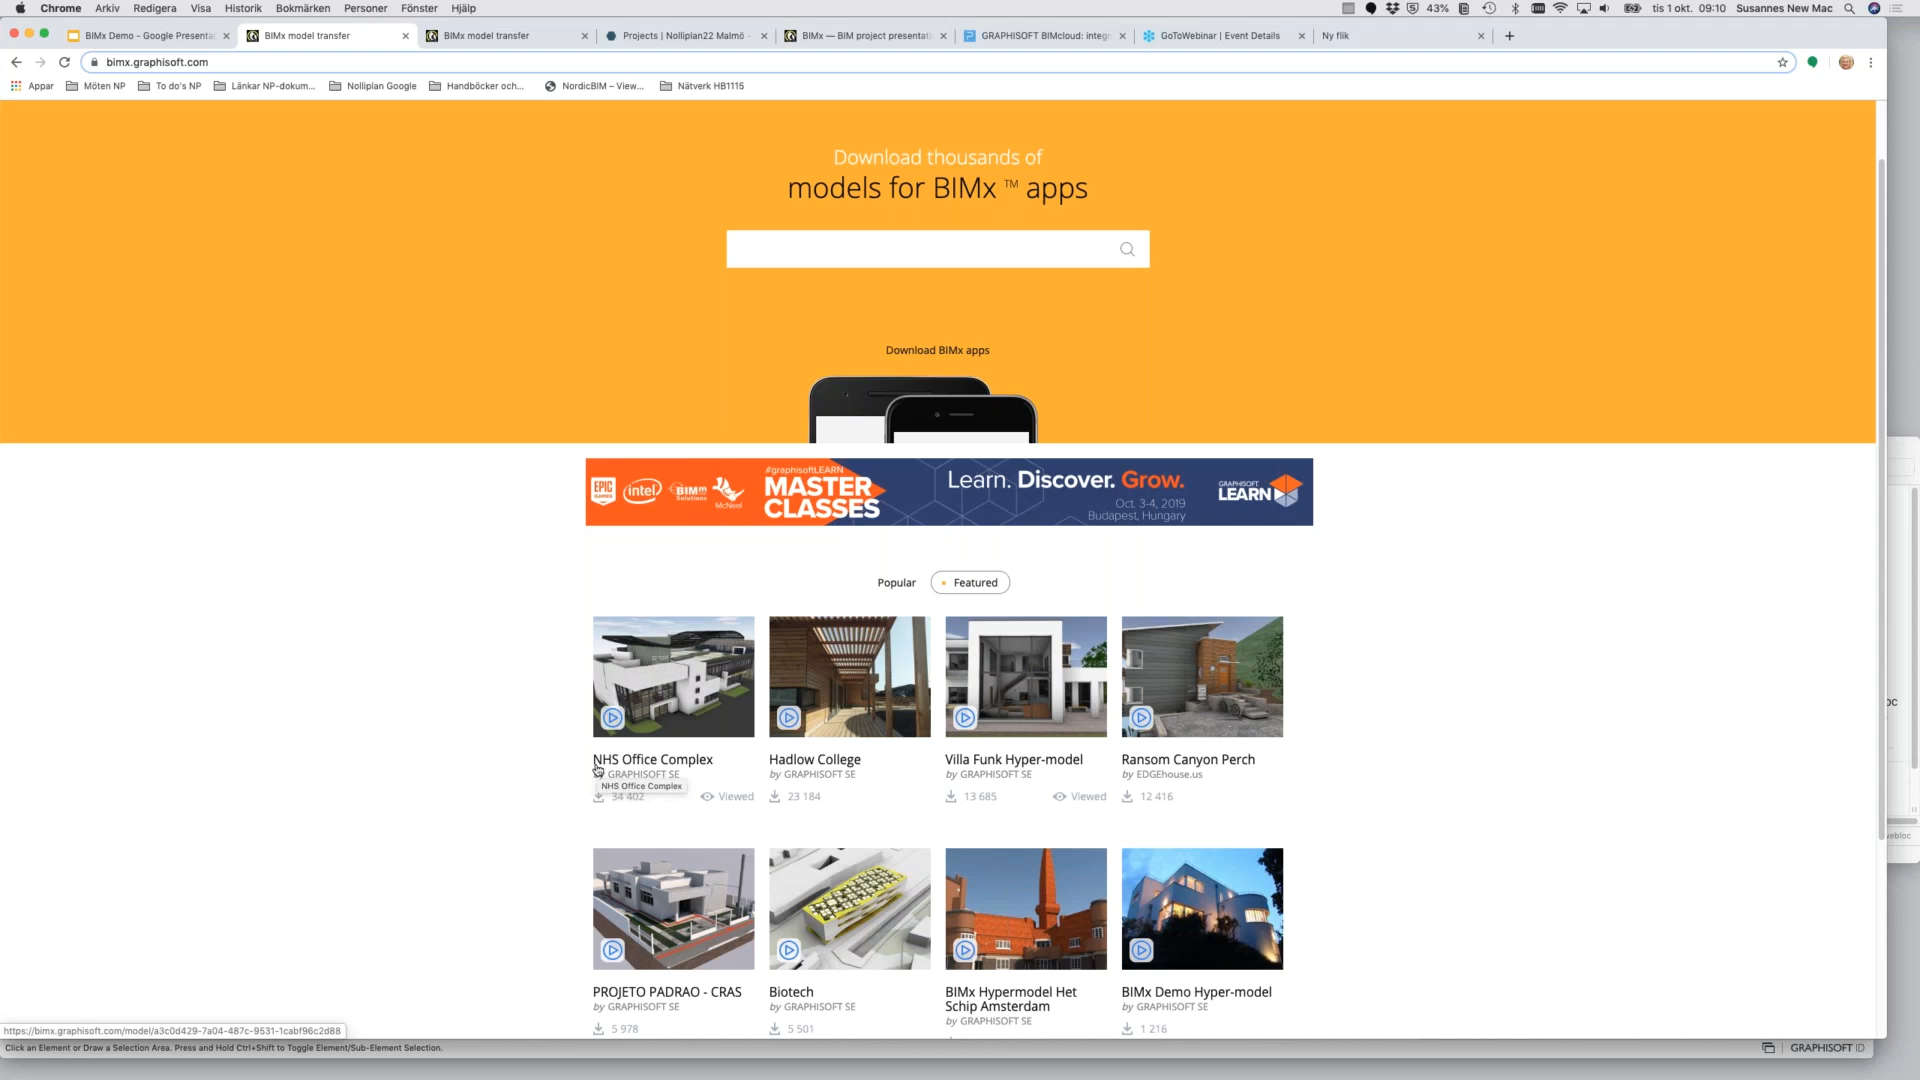 Chrome Arkiv Redigera Visa Historik Bokmärken Personer Fönster Hjälp 43% tis 1 okt. 09:10 Susannes New Mac
BIMx Demo - Google Presenta BIMx model transfer BIMx model transfer Projects | Nolliplan22 Malmö - BIMx — BIM project presentati GRAPHISOFT BIMcloud: integr GoToWebinar | Event Details Ny flik
bimx.graphisoft.com
Appar Möten NP To do's NP Länkar NP-dokum... Nolliplan Google Handböcker och... NordicBIM – View... Nätverk HB1115
Download thousands of
models for BIMx ™ apps
Download BIMx apps
EPIC GAMES intel BIMm Solutions McNeel
#graphisoftLEARN
MASTER
CLASSES
Learn. Discover. Grow.
Oct. 3-4, 2019
Budapest, Hungary
GRAPHISOFT
LEARN
Popular Featured
NHS Office Complex Hadlow College Villa Funk Hyper-model Ransom Canyon Perch
by GRAPHISOFT SE by GRAPHISOFT SE by GRAPHISOFT SE by EDGEhouse.us
NHS Office Complex
34 402 Viewed 23 184 13 685 Viewed 12 416
PROJETO PADRAO - CRAS Biotech BIMx Hypermodel Het Schip Amsterdam BIMx Demo Hyper-model
by GRAPHISOFT SE by GRAPHISOFT SE by GRAPHISOFT SE by GRAPHISOFT SE
5 978 5 501 1 216
https://bimx.graphisoft.com/model/a3c0d429-7a04-487c-9531-1cabf96c2d88
Click an Element or Draw a Selection Area. Press and Hold Ctrl+Shift to Toggle Element/Sub-Element Selection.
GRAPHISOFT ID